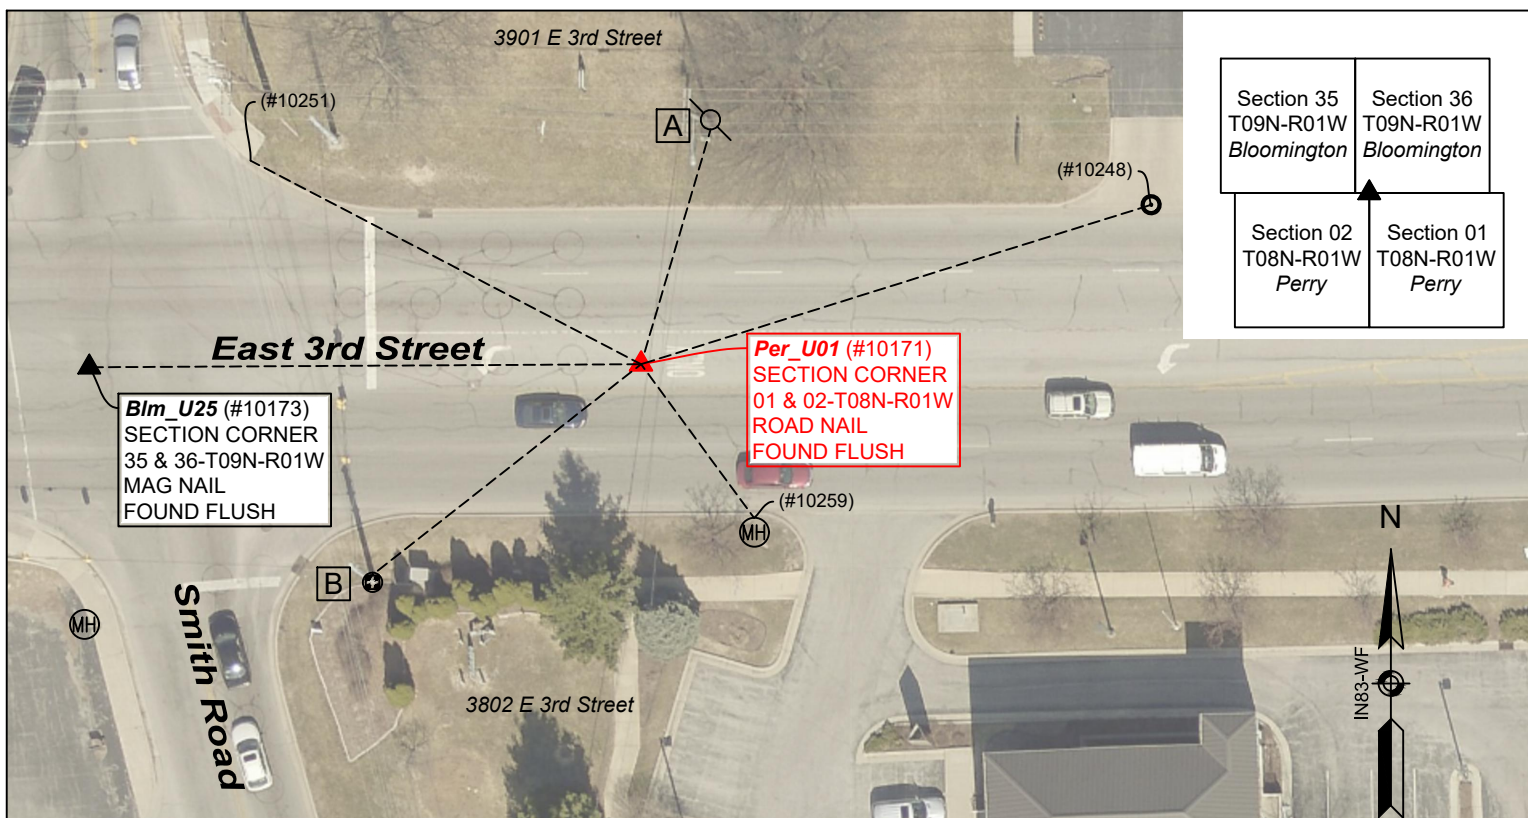 3901 E 3rd Street
(#10251)
A
(#10248)
Section 35
T09N-R01W
Bloomington
Section 36
T09N-R01W
Bloomington
Section 02
T08N-R01W
Perry
Section 01
T08N-R01W
Perry
East 3rd Street
Per_U01 (#10171)
SECTION CORNER
01 & 02-T08N-R01W
ROAD NAIL
FOUND FLUSH
Blm_U25 (#10173)
SECTION CORNER
35 & 36-T09N-R01W
MAG NAIL
FOUND FLUSH
(#10259)
MH
B
MH
Smith Road
3802 E 3rd Street
N
IN83-WF